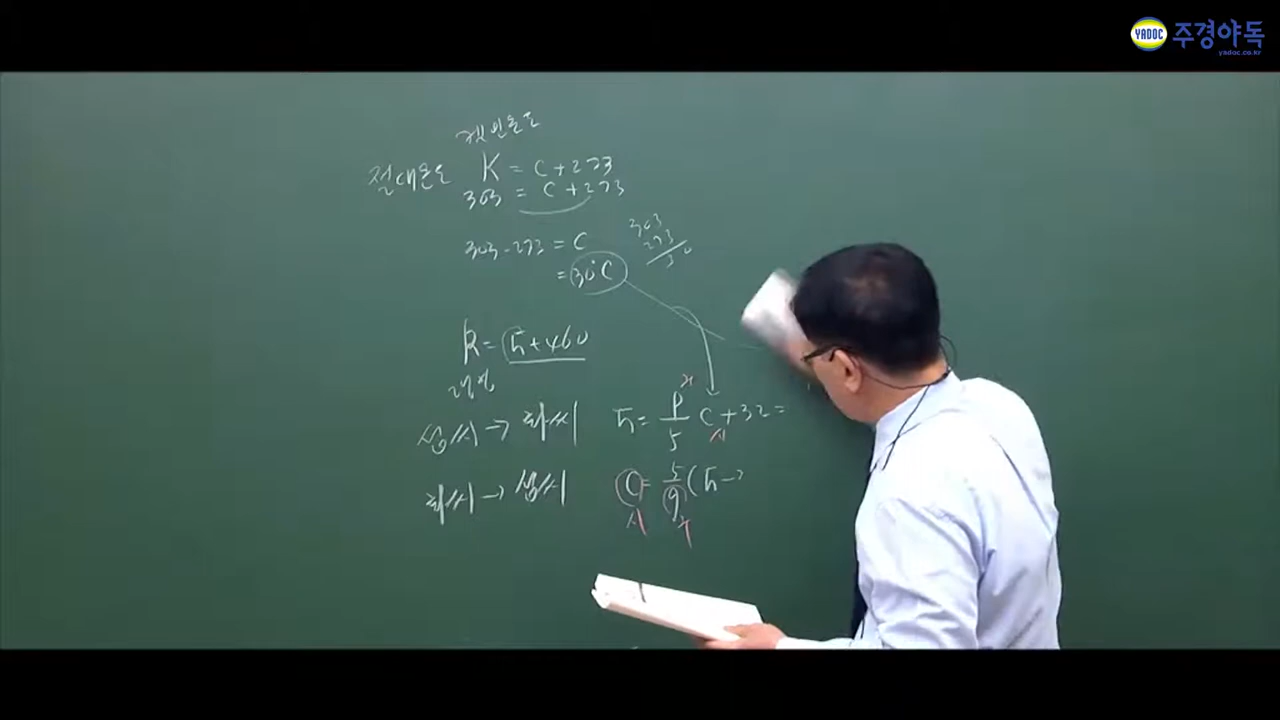 YADOC 주경야독
yadoc.co.kr
켈빈온도
절대온도 K = C + 273
303 = C + 273
303 - 273 = C
= 30°C
303
273
30
R = F + 460
랭킨
섭씨 → 화씨 F = 9/5 C + 32 =
화씨 → 섭씨 C = 5/9 (F -